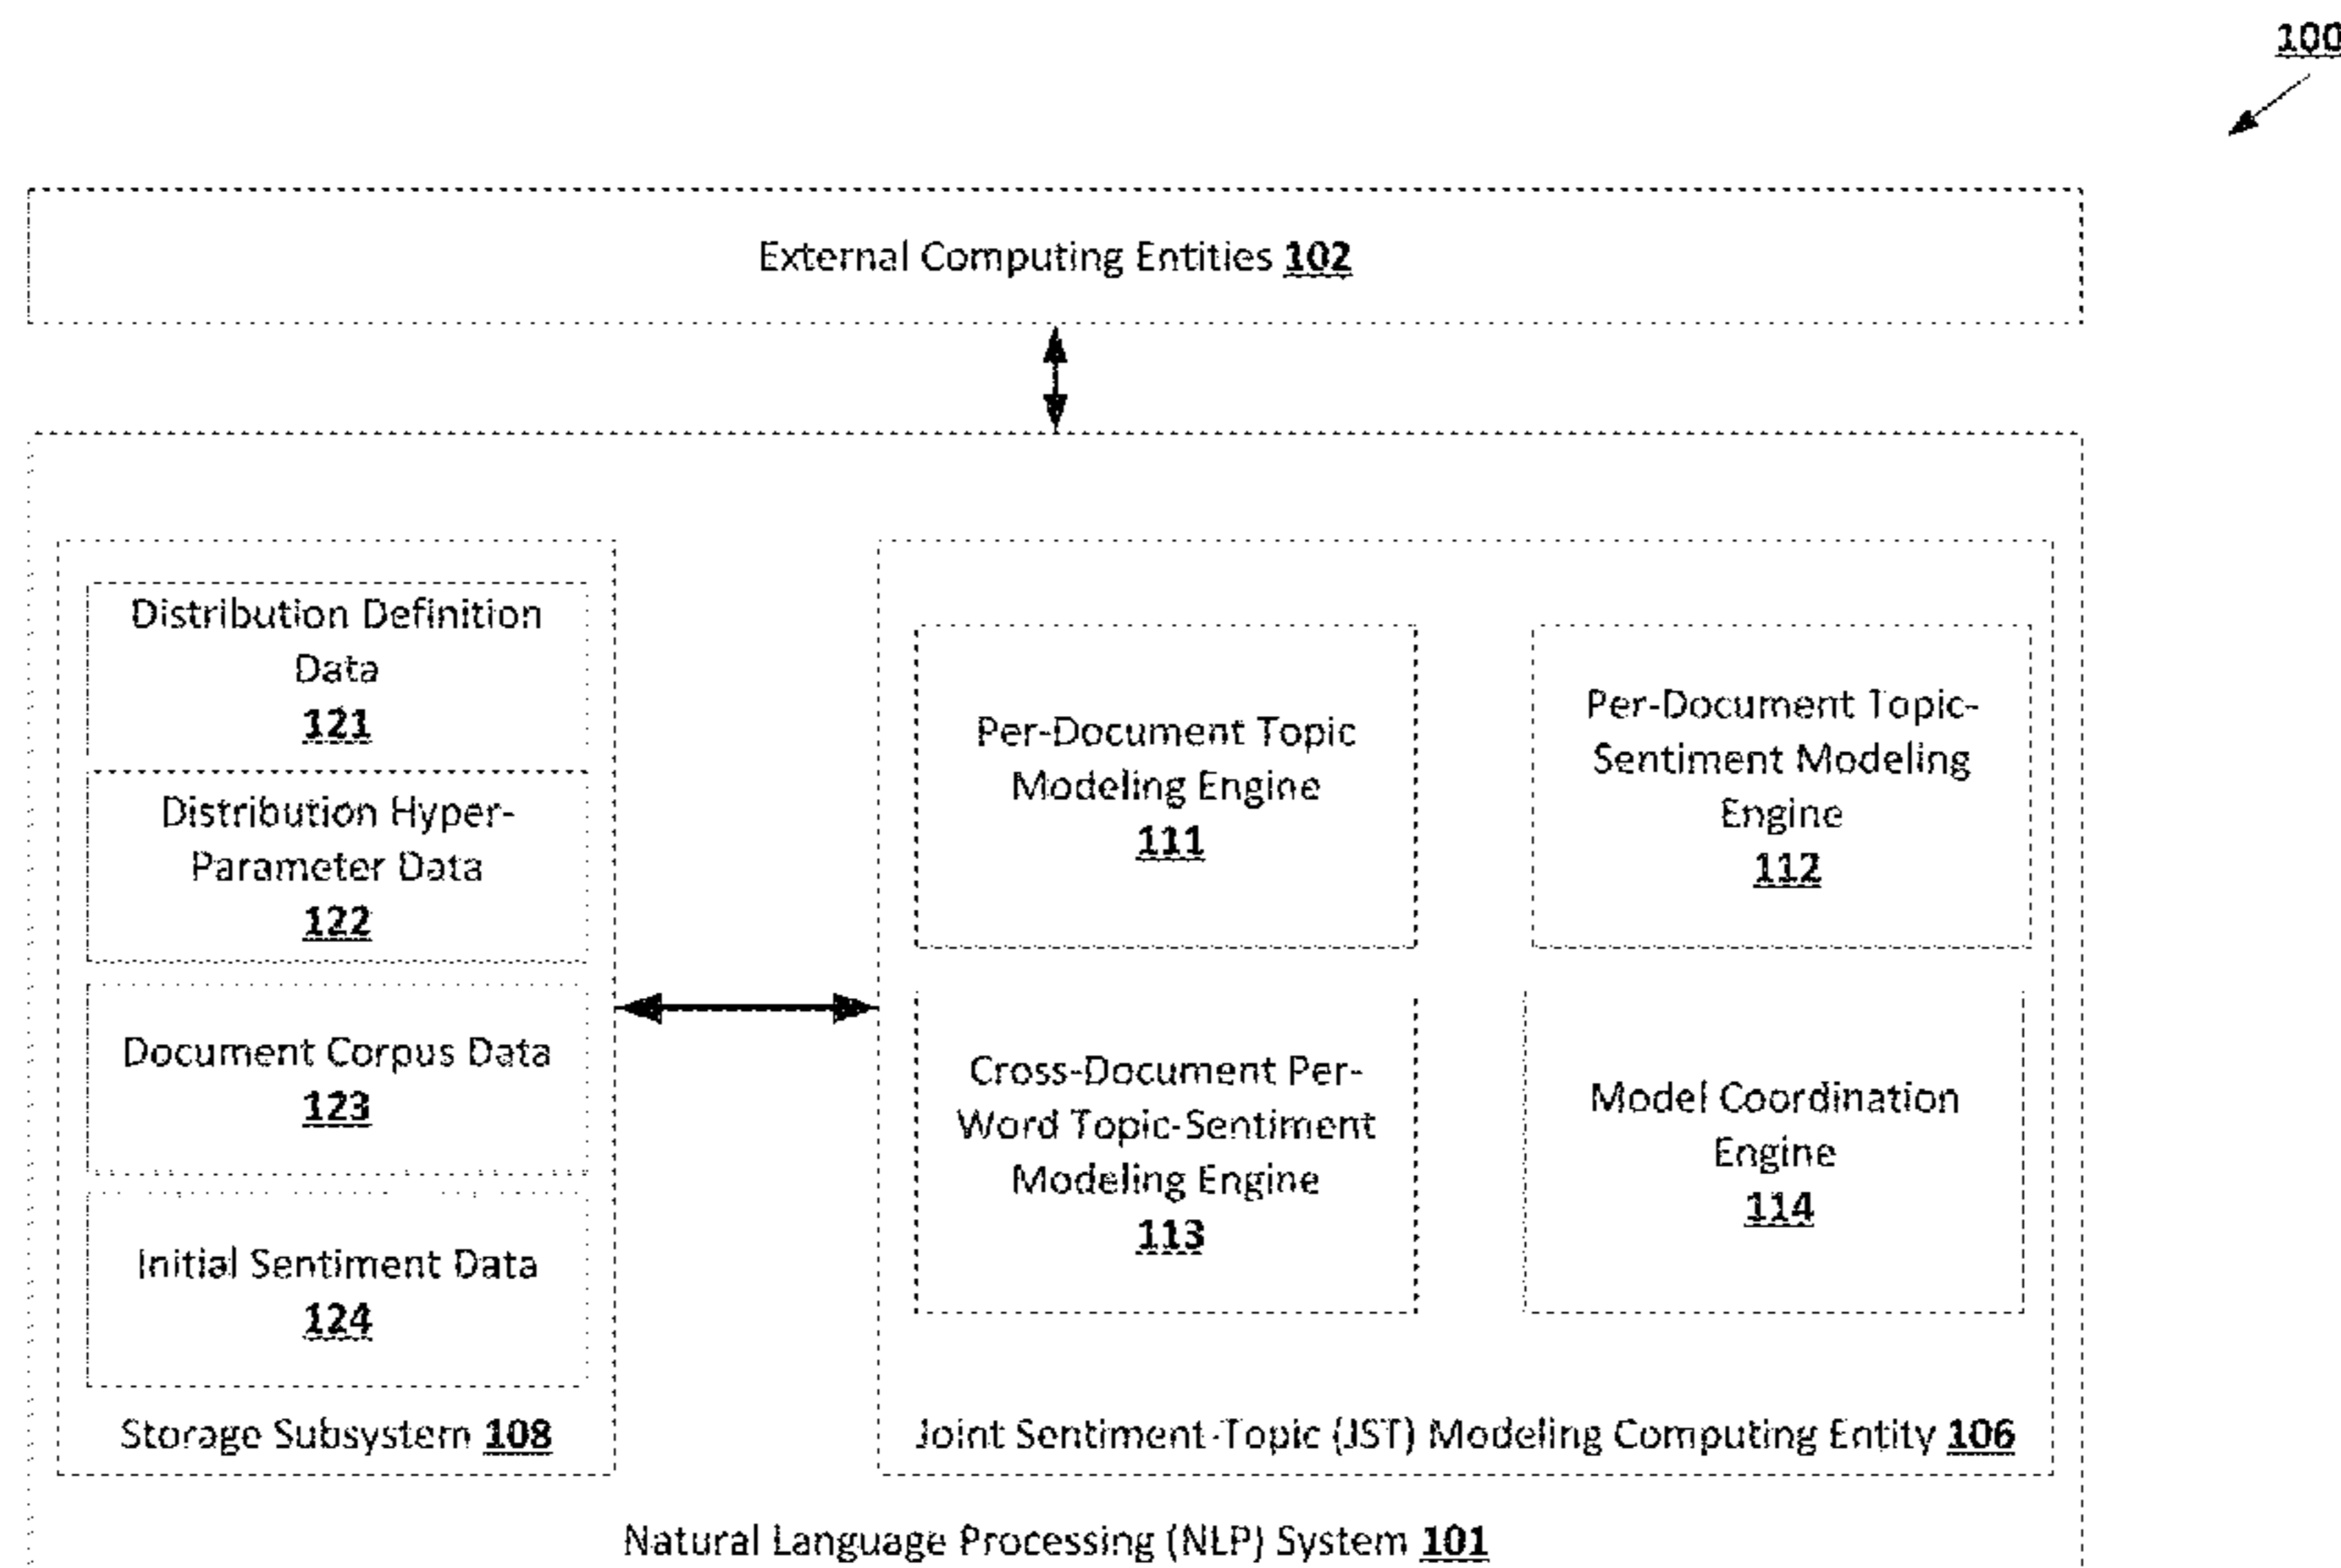 100
External Computing Entities 102
Distribution Definition
Data
121
Distribution Hyper-
Parameter Data
122
Document Corpus Data
123
Initial Sentiment Data
124
Storage Subsystem 108
Per-Document Topic
Modeling Engine
111
Per-Document Topic-
Sentiment Modeling
Engine
112
Cross-Document Per-
Word Topic-Sentiment
Modeling Engine
113
Model Coordination
Engine
114
Joint Sentiment-Topic (JST) Modeling Computing Entity 106
Natural Language Processing (NLP) System 101